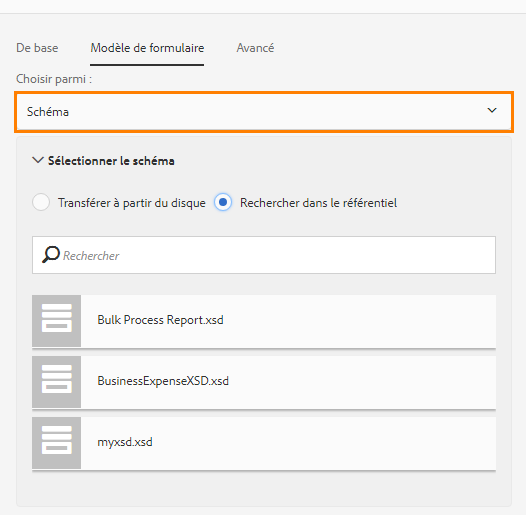 De base Modèle de formulaire Avancé
Choisir parmi :
Schéma
Sélectionner le schéma
Transférer à partir du disque Rechercher dans le référentiel
Rechercher
Bulk Process Report.xsd
BusinessExpenseXSD.xsd
myxsd.xsd